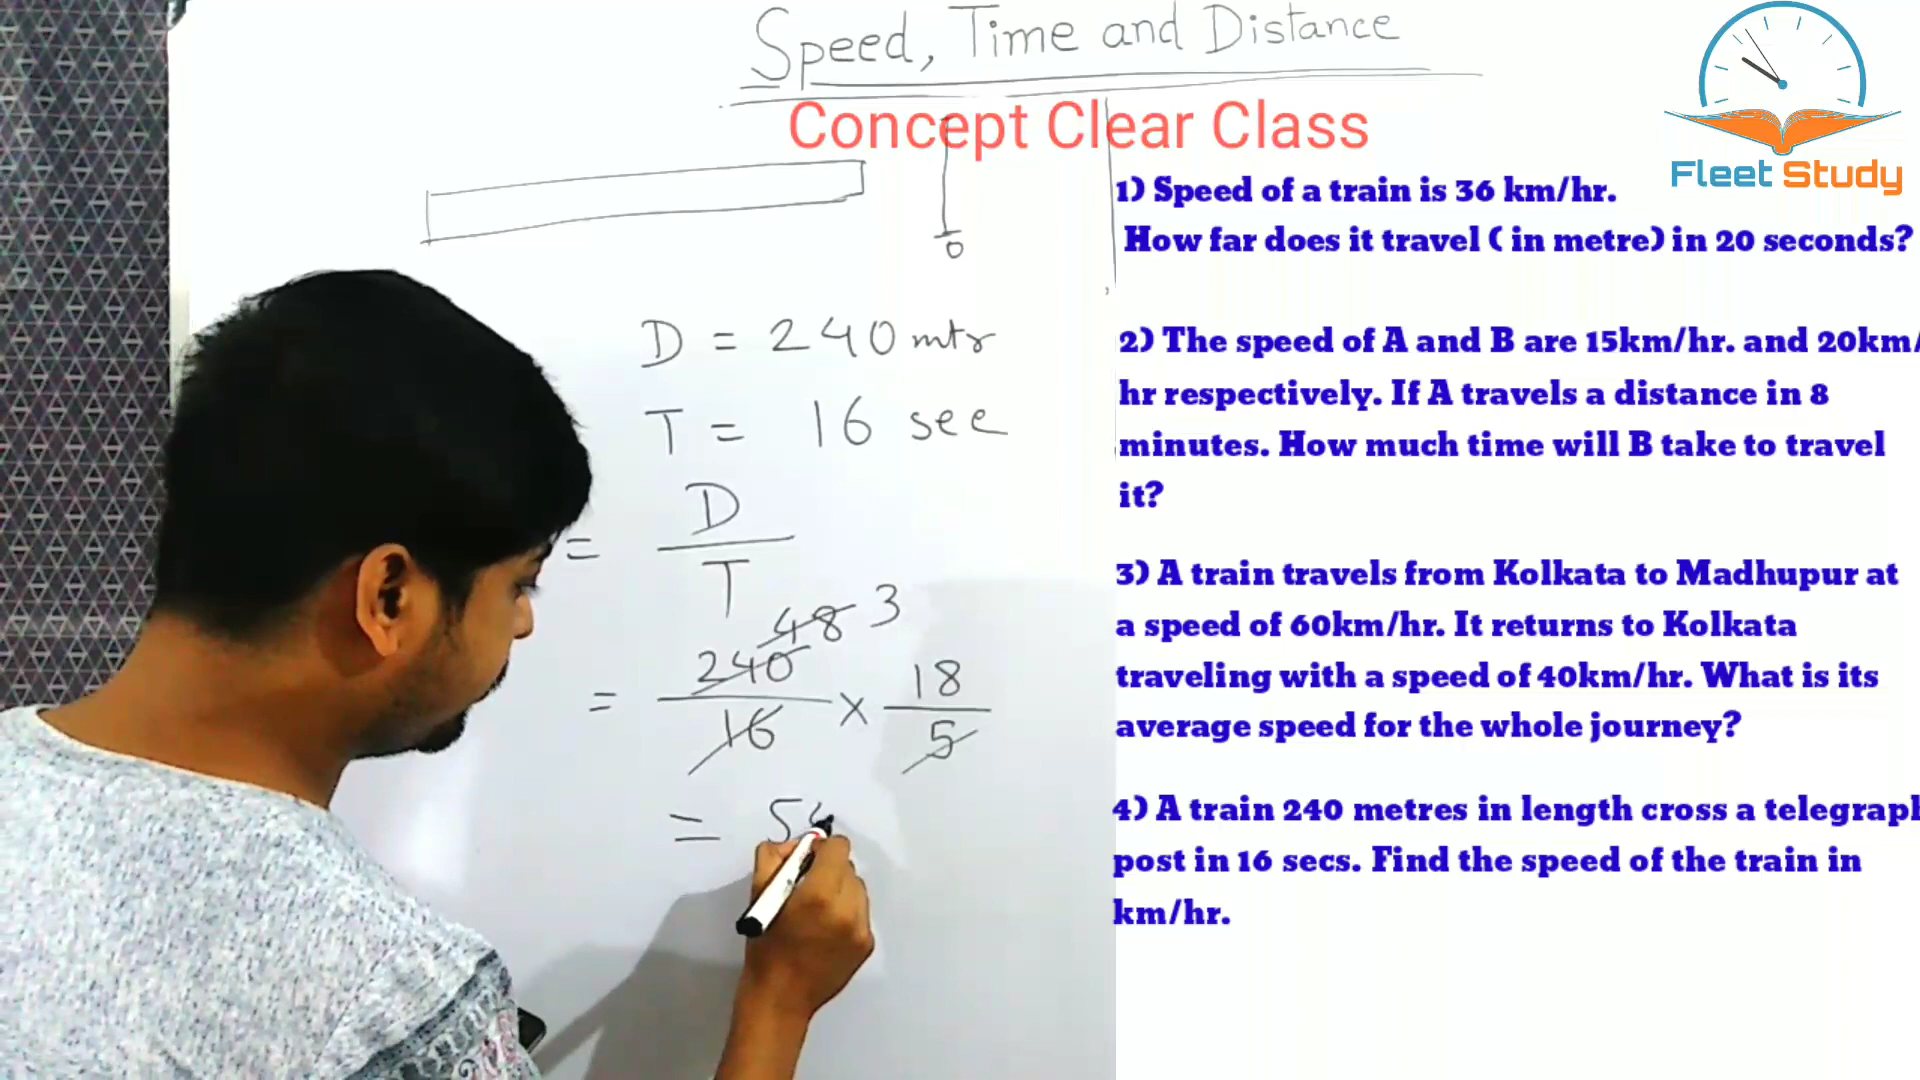 Speed, Time and Distance
Concept Clear Class
Fleet Study
D = 240 mtr
T = 16 sec
= D
T
48 3
= 240 × 18
16 5
= 54
1) Speed of a train is 36 km/hr.
How far does it travel ( in metre) in 20 seconds?
2) The speed of A and B are 15km/hr. and 20km/
hr respectively. If A travels a distance in 8
minutes. How much time will B take to travel
it?
3) A train travels from Kolkata to Madhupur at
a speed of 60km/hr. It returns to Kolkata
traveling with a speed of 40km/hr. What is its
average speed for the whole journey?
4) A train 240 metres in length cross a telegraph
post in 16 secs. Find the speed of the train in
km/hr.